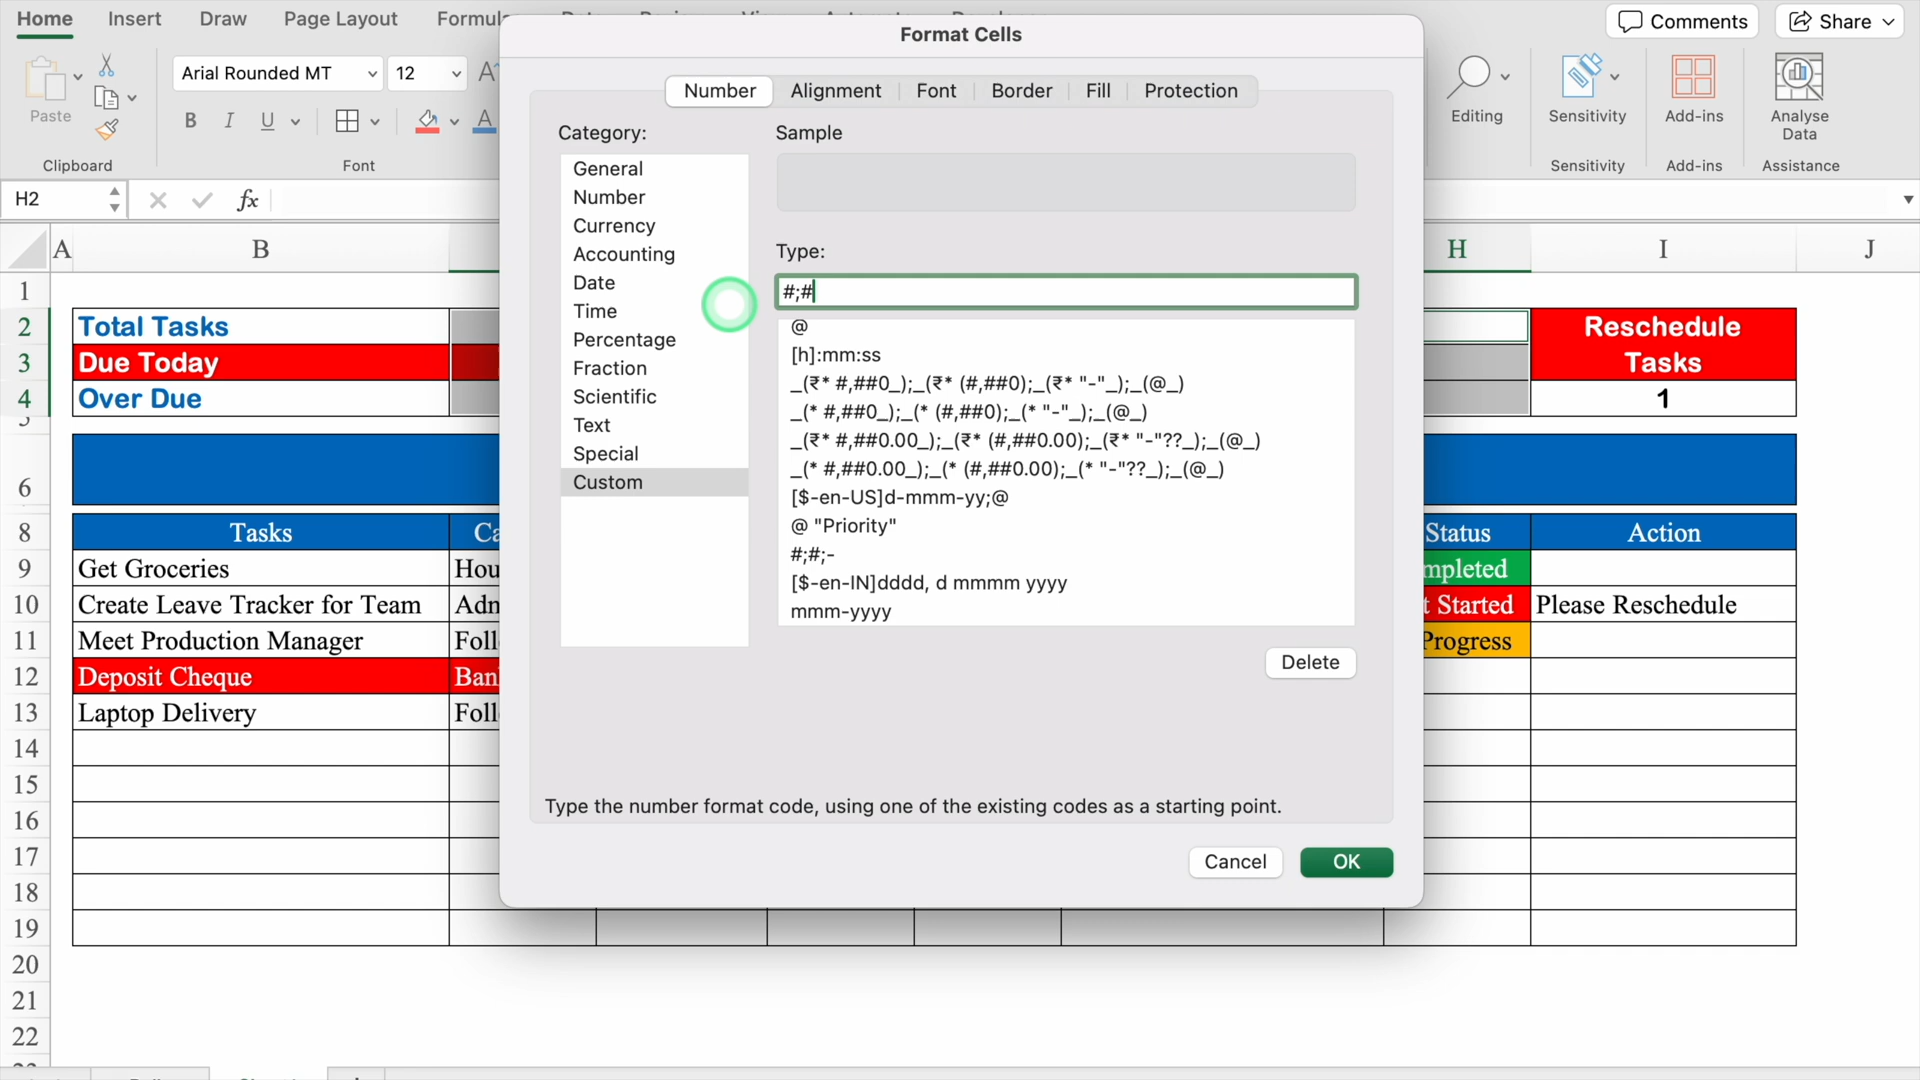 Home Insert Draw Page Layout
Format Cells
Comments Share
Arial Rounded MT 12
Paste
B I U A
Clipboard
Font
Editing
Sensitivity
Add-ins
Analyse
Data
Sensitivity
Add-ins
Assistance
Number Alignment Font Border Fill Protection
Category:
Sample
General
Number
Currency
Accounting
Date
Time
Percentage
Fraction
Scientific
Text
Special
Custom
Type:
#;#
@
[h]:mm:ss
_(₹* #,##0_);_(₹* (#,##0);_(₹* "-"_);_(@_)
_(* #,##0_);_(* (#,##0);_(* "-"_);_(@_)
_(₹* #,##0.00_);_(₹* (#,##0.00);_(₹* "-"??_);_(@_)
_(* #,##0.00_);_(* (#,##0.00);_(* "-"??_);_(@_)
[$-en-US]d-mmm-yy;@
@ "Priority"
#;#;-
[$-en-IN]dddd, d mmmm yyyy
mmm-yyyy
Delete
Type the number format code, using one of the existing codes as a starting point.
Cancel OK
H2 fx
A B H I J
1
2 Total Tasks Reschedule
3 Due Today Tasks
4 Over Due 1
5
6
8 Tasks Status Action
9 Get Groceries
10 Create Leave Tracker for Team Started Please Reschedule
11 Meet Production Manager Progress
12 Deposit Cheque
13 Laptop Delivery
14
15
16
17
18
19
20
21
22